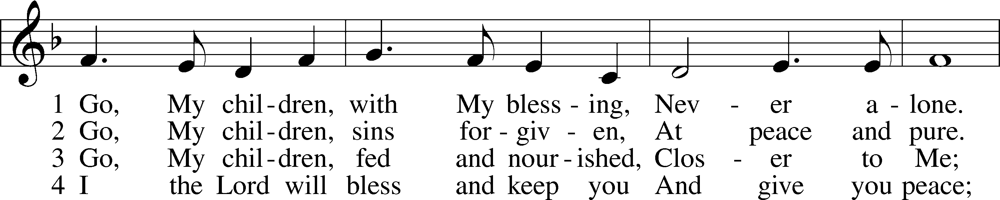 1 Go, My chil - dren, with My bless - ing, Nev - er a - lone.
2 Go, My chil - dren, sins for - giv - en, At peace and pure.
3 Go, My chil - dren, fed and nour - ished, Clos - er to Me;
4 I the Lord will bless and keep you And give you peace;